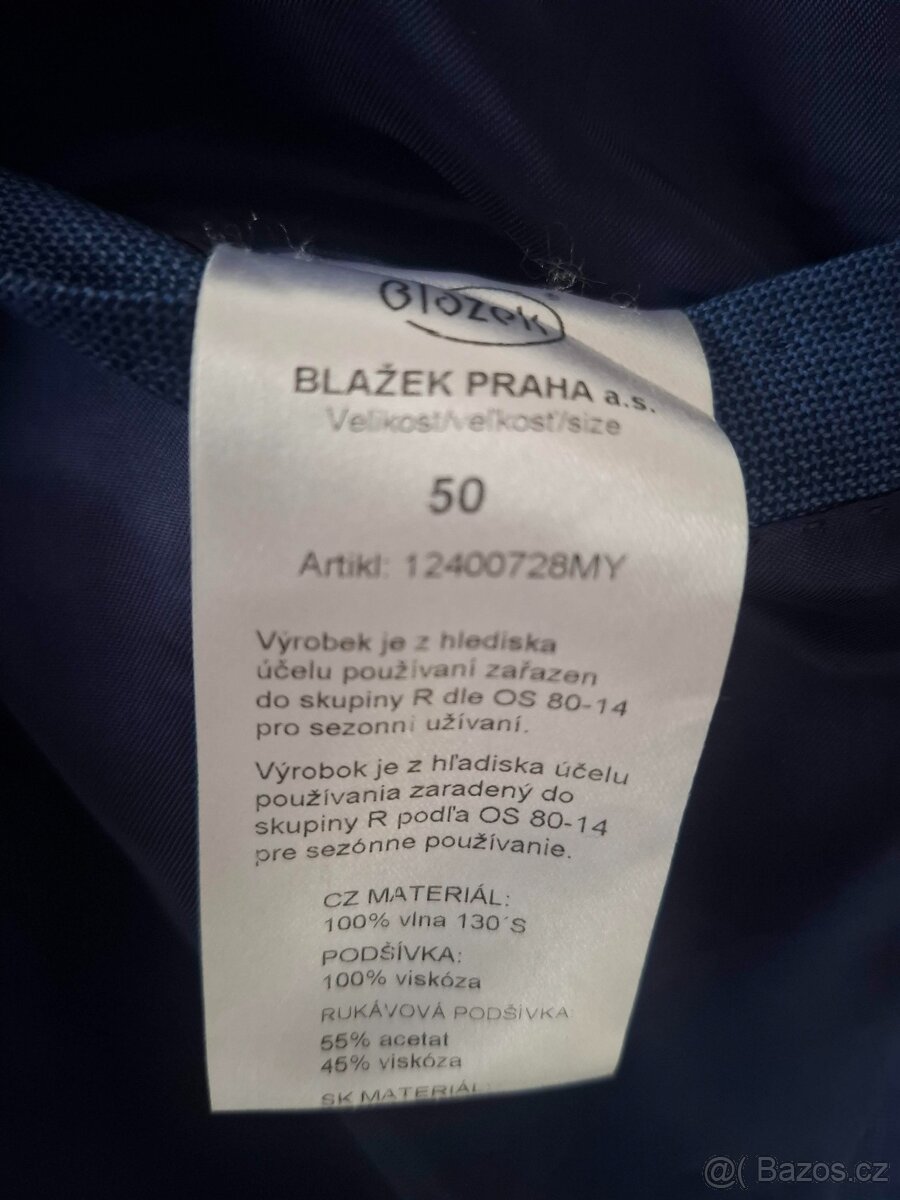 Blažek
BLAŽEK PRAHA a.s.
Velikost/veľkosť/size
50
Artikl: 12400728MY
Výrobek je z hlediska
účelu používaní zařazen
do skupiny R dle OS 80-14
pro sezonni užívaní.
Výrobok je z hľadiska účelu
používania zaradený do
skupiny R podľa OS 80-14
pre sezónne používanie.
CZ MATERIÁL:
100% vlna 130´S
PODŠÍVKA:
100% viskóza
RUKÁVOVÁ PODŠÍVKA:
55% acetat
45% viskóza
SK MATERIÁL:
@( Bazos.cz